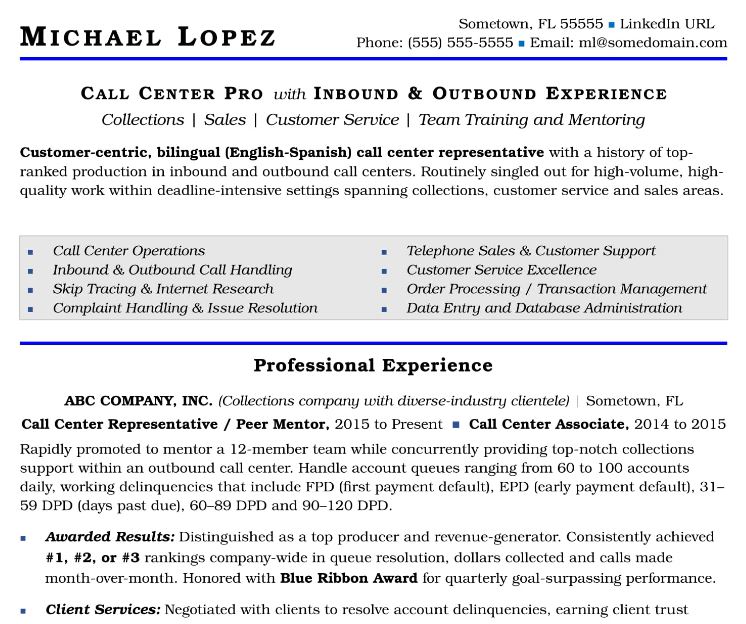 MICHAEL LOPEZ
Sometown, FL 55555 ▪ LinkedIn URL
Phone: (555) 555-5555 ▪ Email: ml@somedomain.com
CALL CENTER PRO with INBOUND & OUTBOUND EXPERIENCE
Collections | Sales | Customer Service | Team Training and Mentoring
Customer-centric, bilingual (English-Spanish) call center representative with a history of top-
ranked production in inbound and outbound call centers. Routinely singled out for high-volume, high-
quality work within deadline-intensive settings spanning collections, customer service and sales areas.
▪ Call Center Operations
▪ Inbound & Outbound Call Handling
▪ Skip Tracing & Internet Research
▪ Complaint Handling & Issue Resolution
▪ Telephone Sales & Customer Support
▪ Customer Service Excellence
▪ Order Processing / Transaction Management
▪ Data Entry and Database Administration
Professional Experience
ABC COMPANY, INC. (Collections company with diverse-industry clientele) | Sometown, FL
Call Center Representative / Peer Mentor, 2015 to Present ▪ Call Center Associate, 2014 to 2015
Rapidly promoted to mentor a 12-member team while concurrently providing top-notch collections
support within an outbound call center. Handle account queues ranging from 60 to 100 accounts
daily, working delinquencies that include FPD (first payment default), EPD (early payment default), 31–
59 DPD (days past due), 60–89 DPD and 90–120 DPD.
▪ Awarded Results: Distinguished as a top producer and revenue-generator. Consistently achieved
#1, #2, or #3 rankings company-wide in queue resolution, dollars collected and calls made
month-over-month. Honored with Blue Ribbon Award for quarterly goal-surpassing performance.
▪ Client Services: Negotiated with clients to resolve account delinquencies, earning client trust